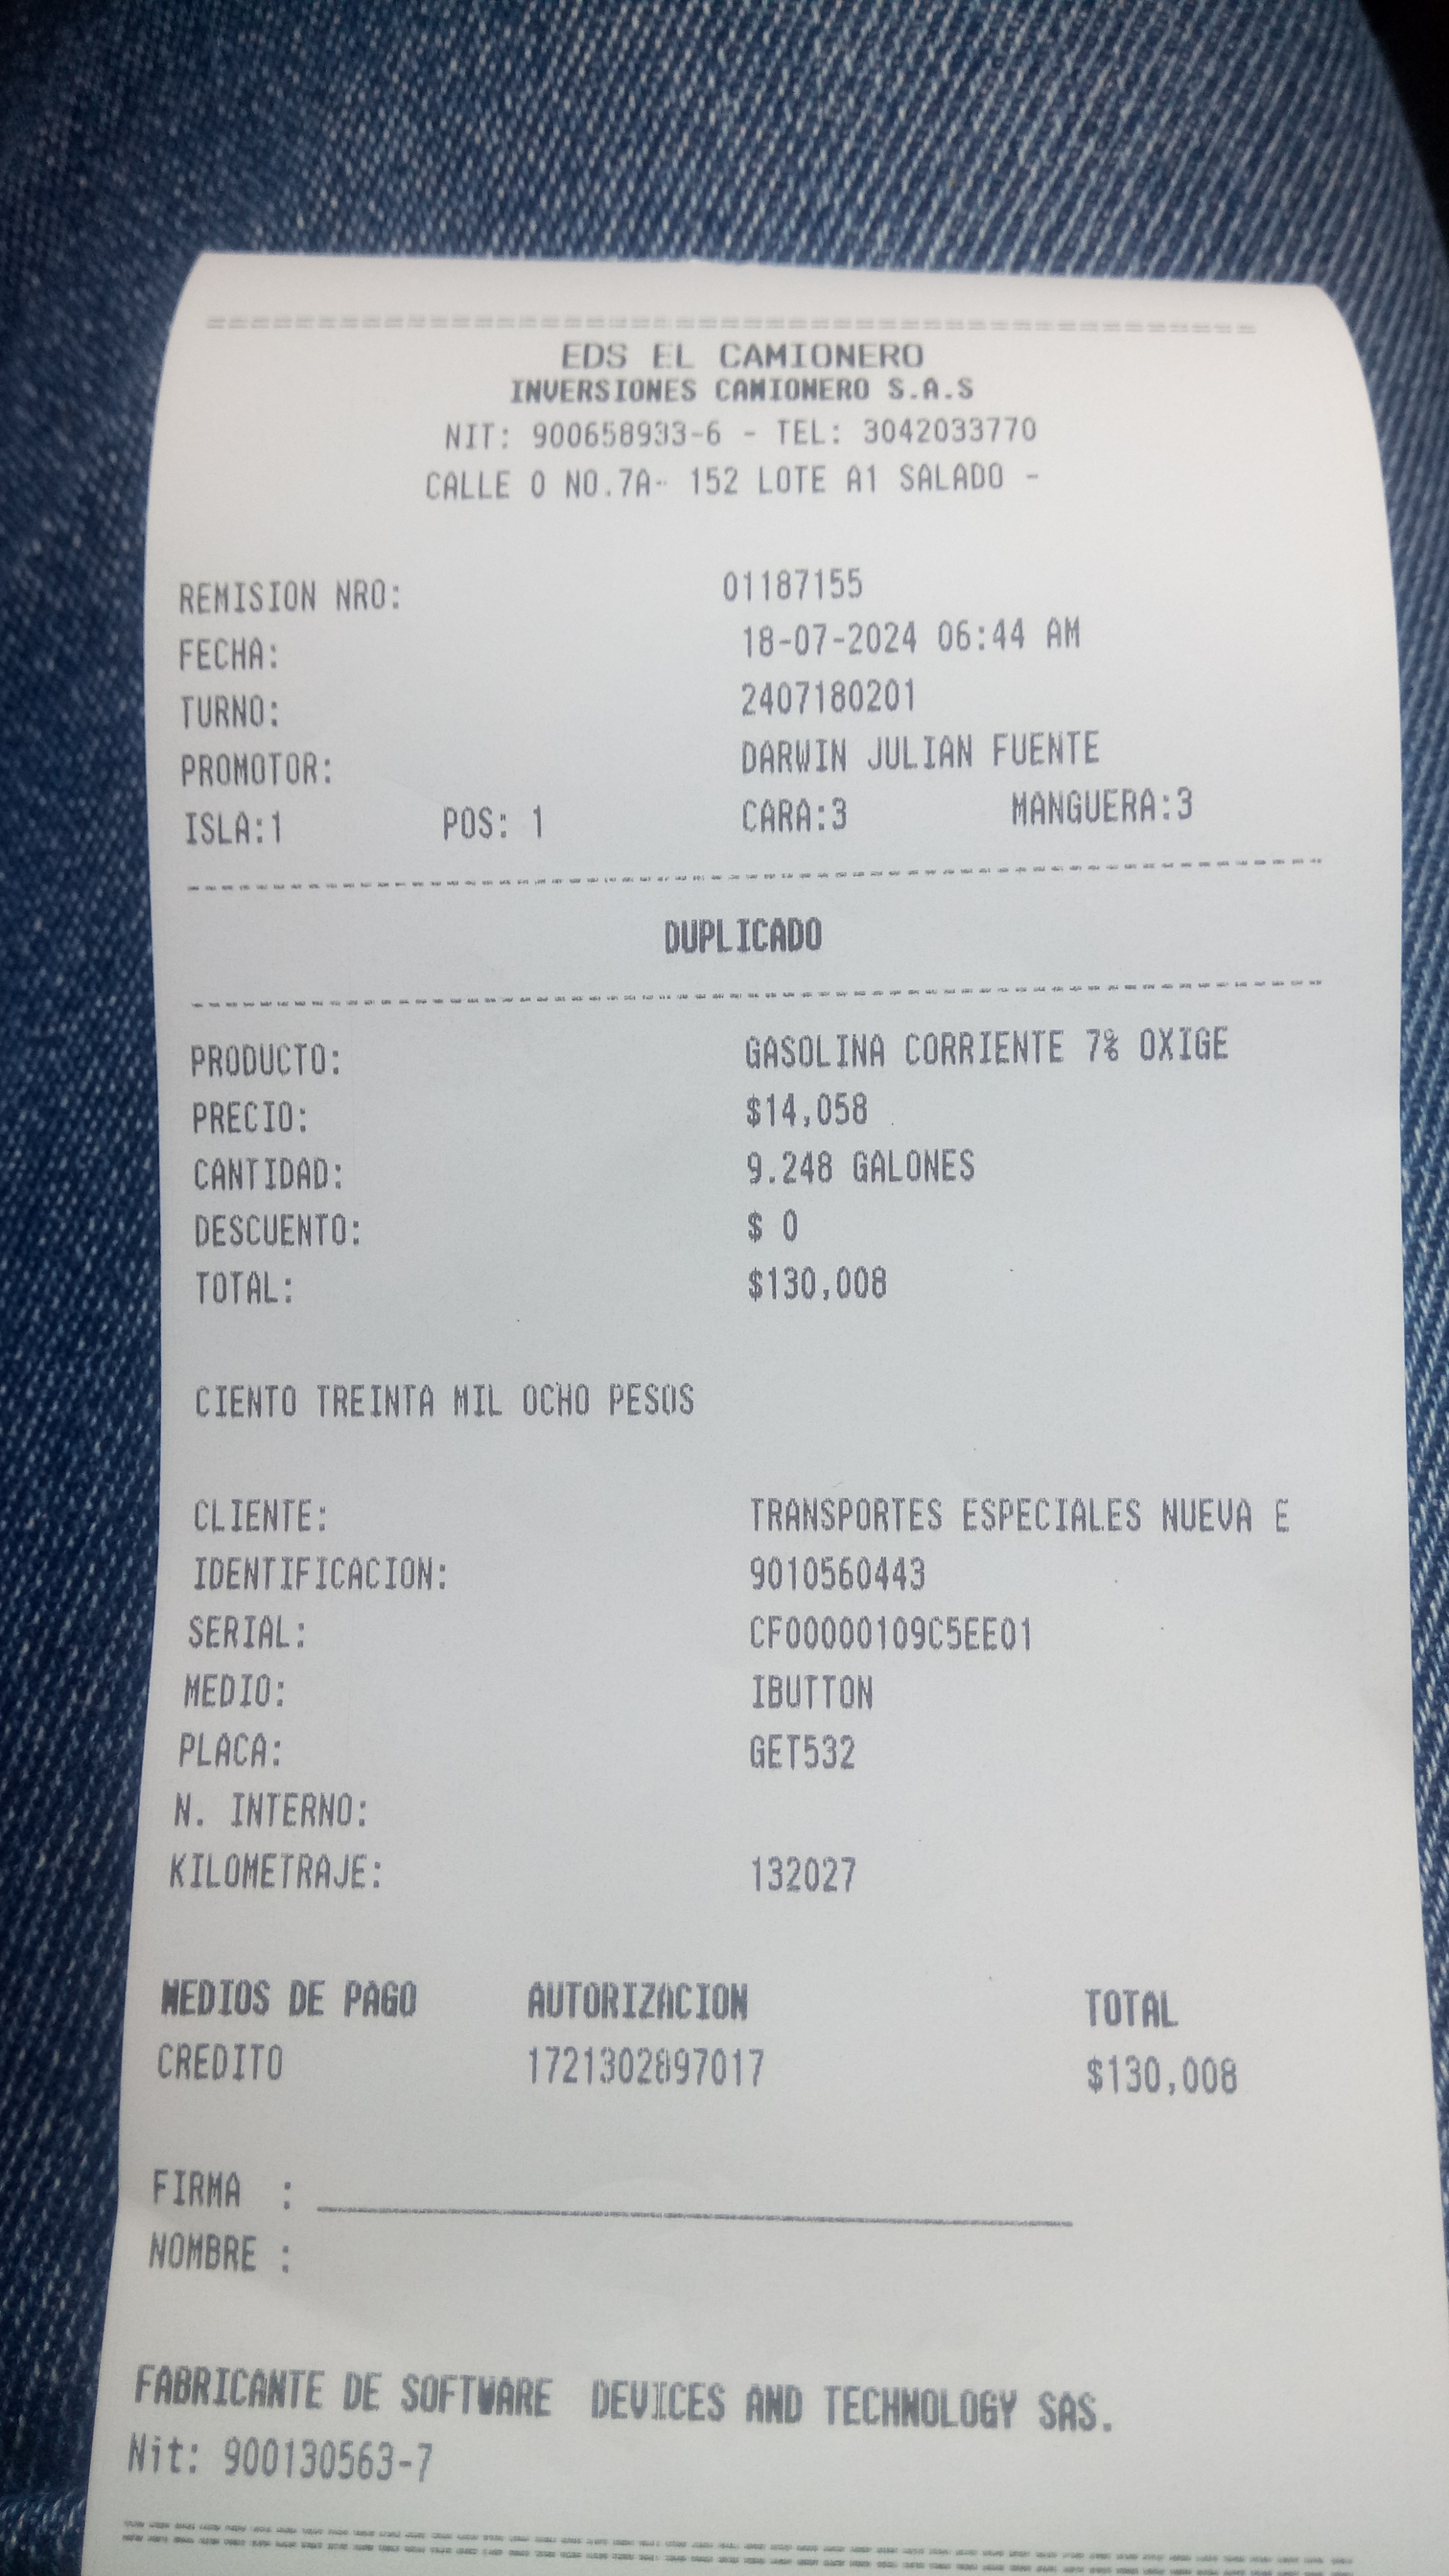 ================================================
EDS EL CAMIONERO
INVERSIONES CAMIONERO S.A.S
NIT: 900658933-6 - TEL: 3042033770
CALLE 0 NO.7A- 152 LOTE A1 SALADO -
REMISION NRO: 01187155
FECHA: 18-07-2024 06:44 AM
TURNO: 2407180201
PROMOTOR: DARWIN JULIAN FUENTE
ISLA:1 POS: 1 CARA:3 MANGUERA:3
DUPLICADO
PRODUCTO: GASOLINA CORRIENTE 7% OXIGE
PRECIO: $14,058
CANTIDAD: 9.248 GALONES
DESCUENTO: $ 0
TOTAL: $130,008
CIENTO TREINTA MIL OCHO PESOS
CLIENTE: TRANSPORTES ESPECIALES NUEVA E
IDENTIFICACION: 9010560443
SERIAL: CF00000109C5EE01
MEDIO: IBUTTON
PLACA: GET532
N. INTERNO:
KILOMETRAJE: 132027
MEDIOS DE PAGO AUTORIZACION TOTAL
CREDITO 1721302897017 $130,008
FIRMA :
NOMBRE :
FABRICANTE DE SOFTWARE DEVICES AND TECHNOLOGY SAS.
Nit: 900130563-7